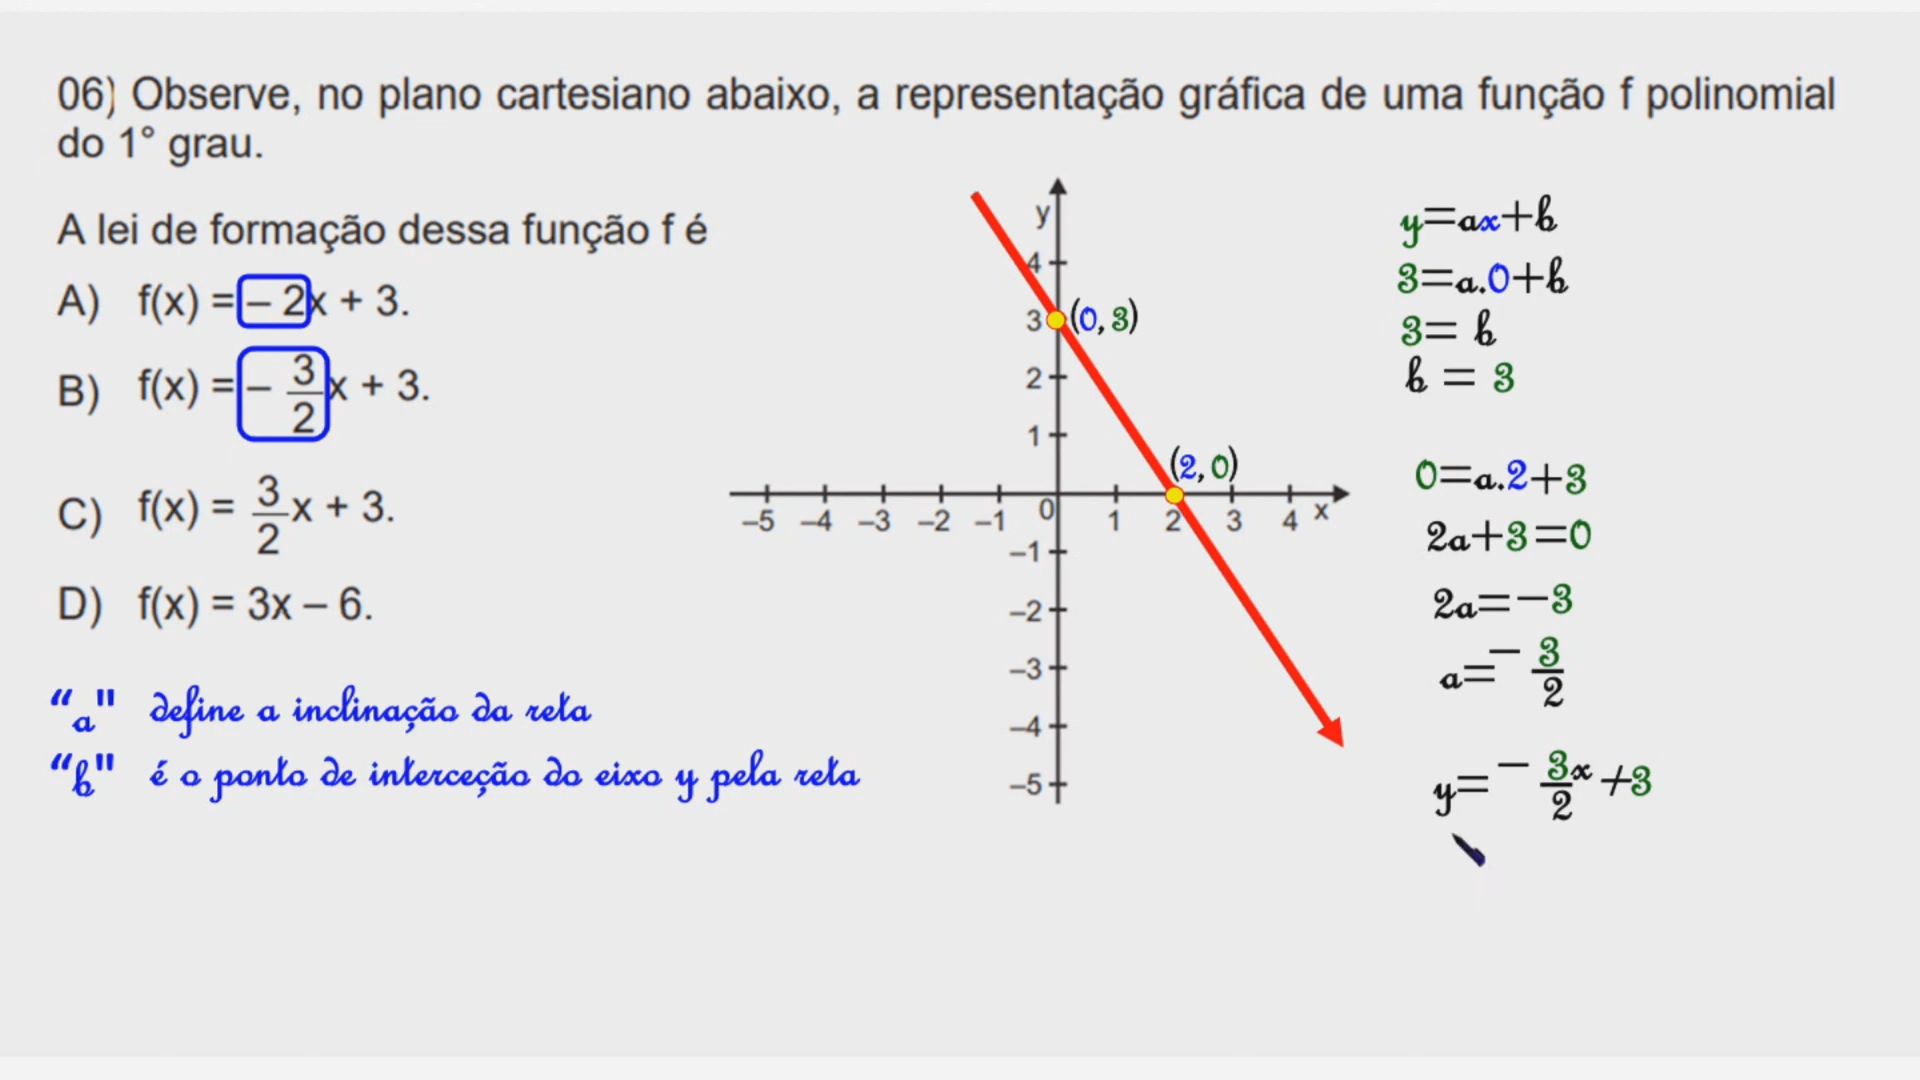 06) Observe, no plano cartesiano abaixo, a representação gráfica de uma função f polinomial
do 1° grau.
A lei de formação dessa função f é
A) f(x) = – 2x + 3.
B) f(x) = – 3/2 x + 3.
C) f(x) = 3/2 x + 3.
D) f(x) = 3x – 6.
"a" define a inclinação da reta
"b" é o ponto de interceção do eixo y pela reta
y
4
3 (0, 3)
2
1
(2, 0)
–5 –4 –3 –2 –1 0 1 2 3 4 x
–1
–2
–3
–4
–5
y=ax+b
3=a.0+b
3= b
b = 3
0=a.2+3
2a+3=0
2a=-3
a=- 3/2
y=- 3/2 x +3